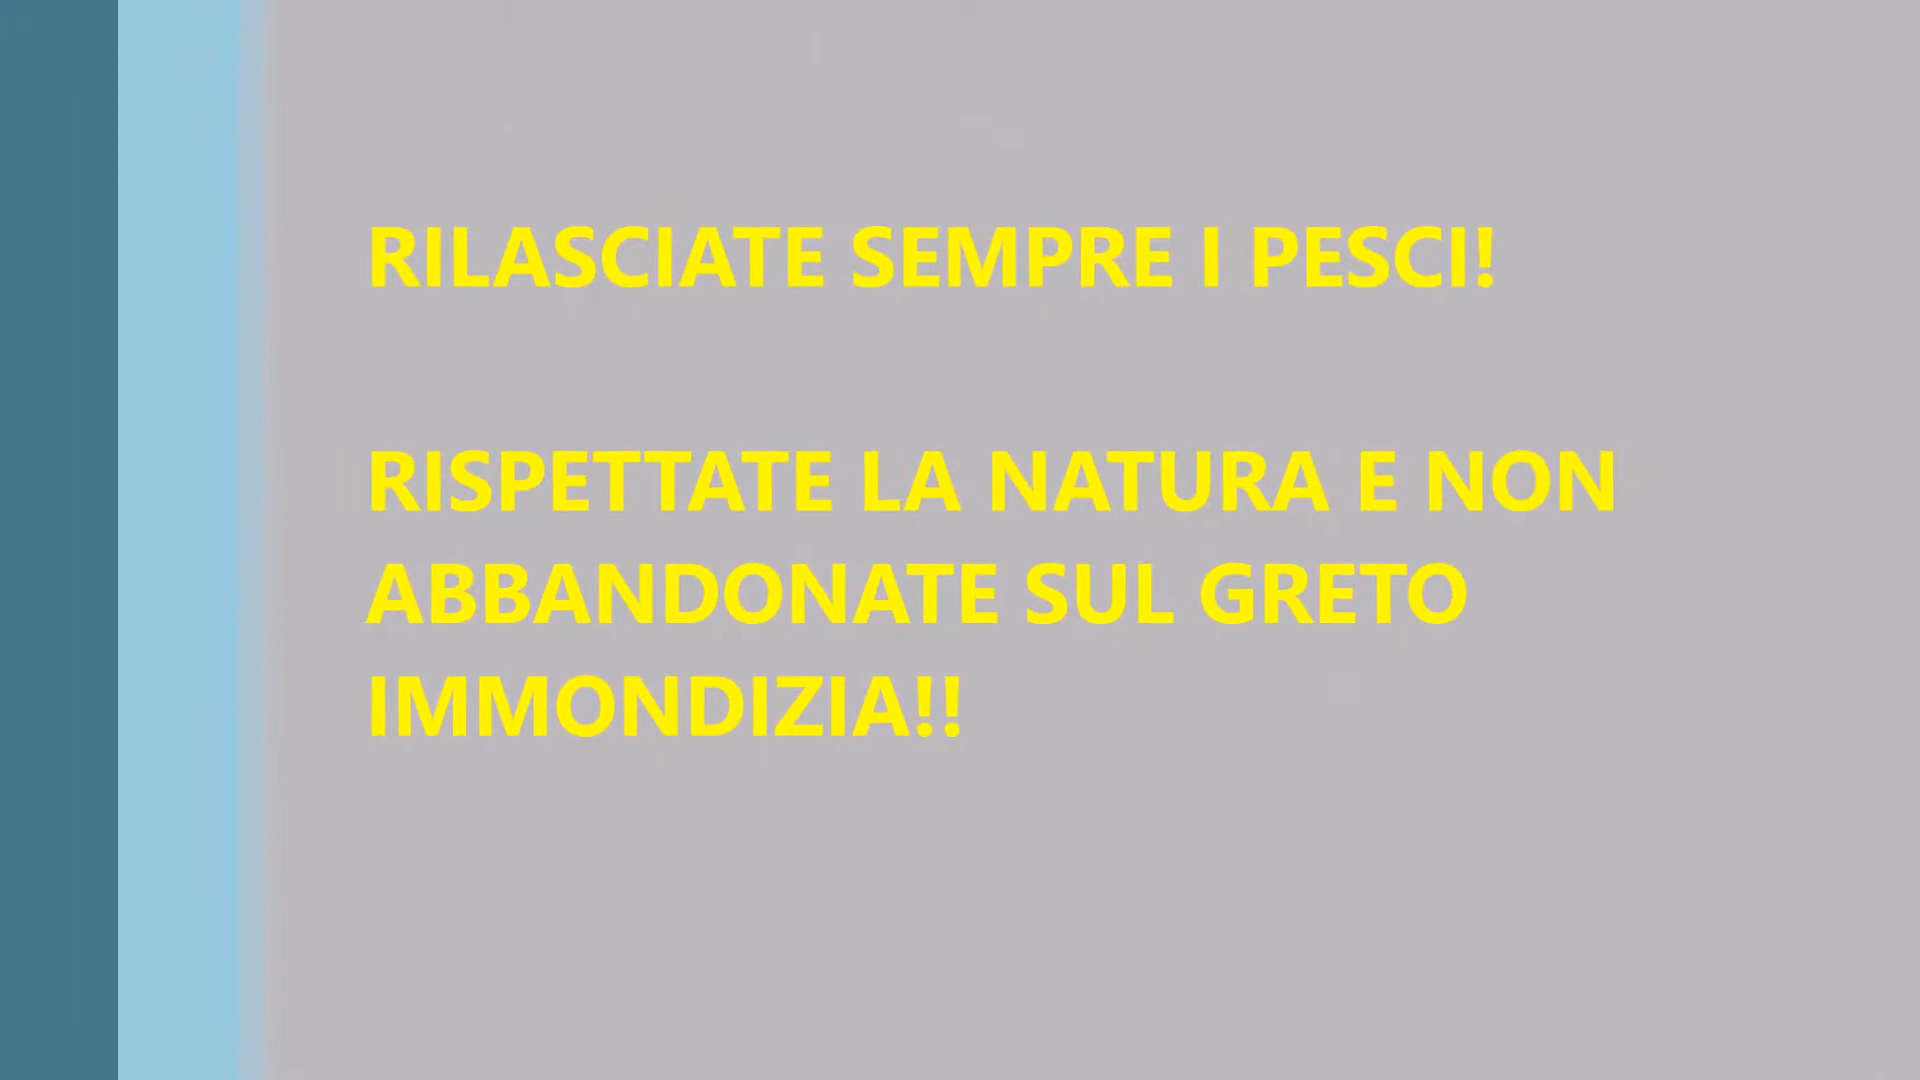 RILASCIATE SEMPRE I PESCI!
RISPETTATE LA NATURA E NON
ABBANDONATE SUL GRETO
IMMONDIZIA!!